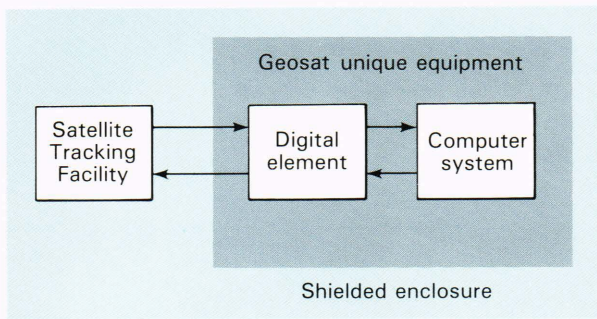 Geosat unique equipment
Satellite
Tracking
Facility
Digital
element
Computer
system
Shielded enclosure